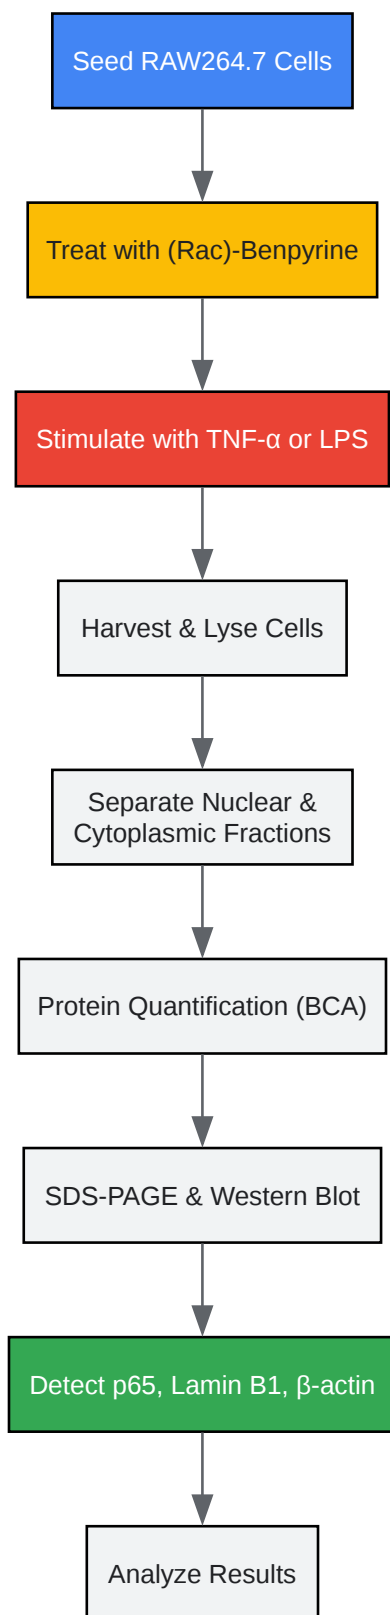 Seed RAW264.7 Cells
Treat with (Rac)-Benpyrine
Stimulate with TNF-α or LPS
Harvest & Lyse Cells
Separate Nuclear &
Cytoplasmic Fractions
Protein Quantification (BCA)
SDS-PAGE & Western Blot
Detect p65, Lamin B1, β-actin
Analyze Results